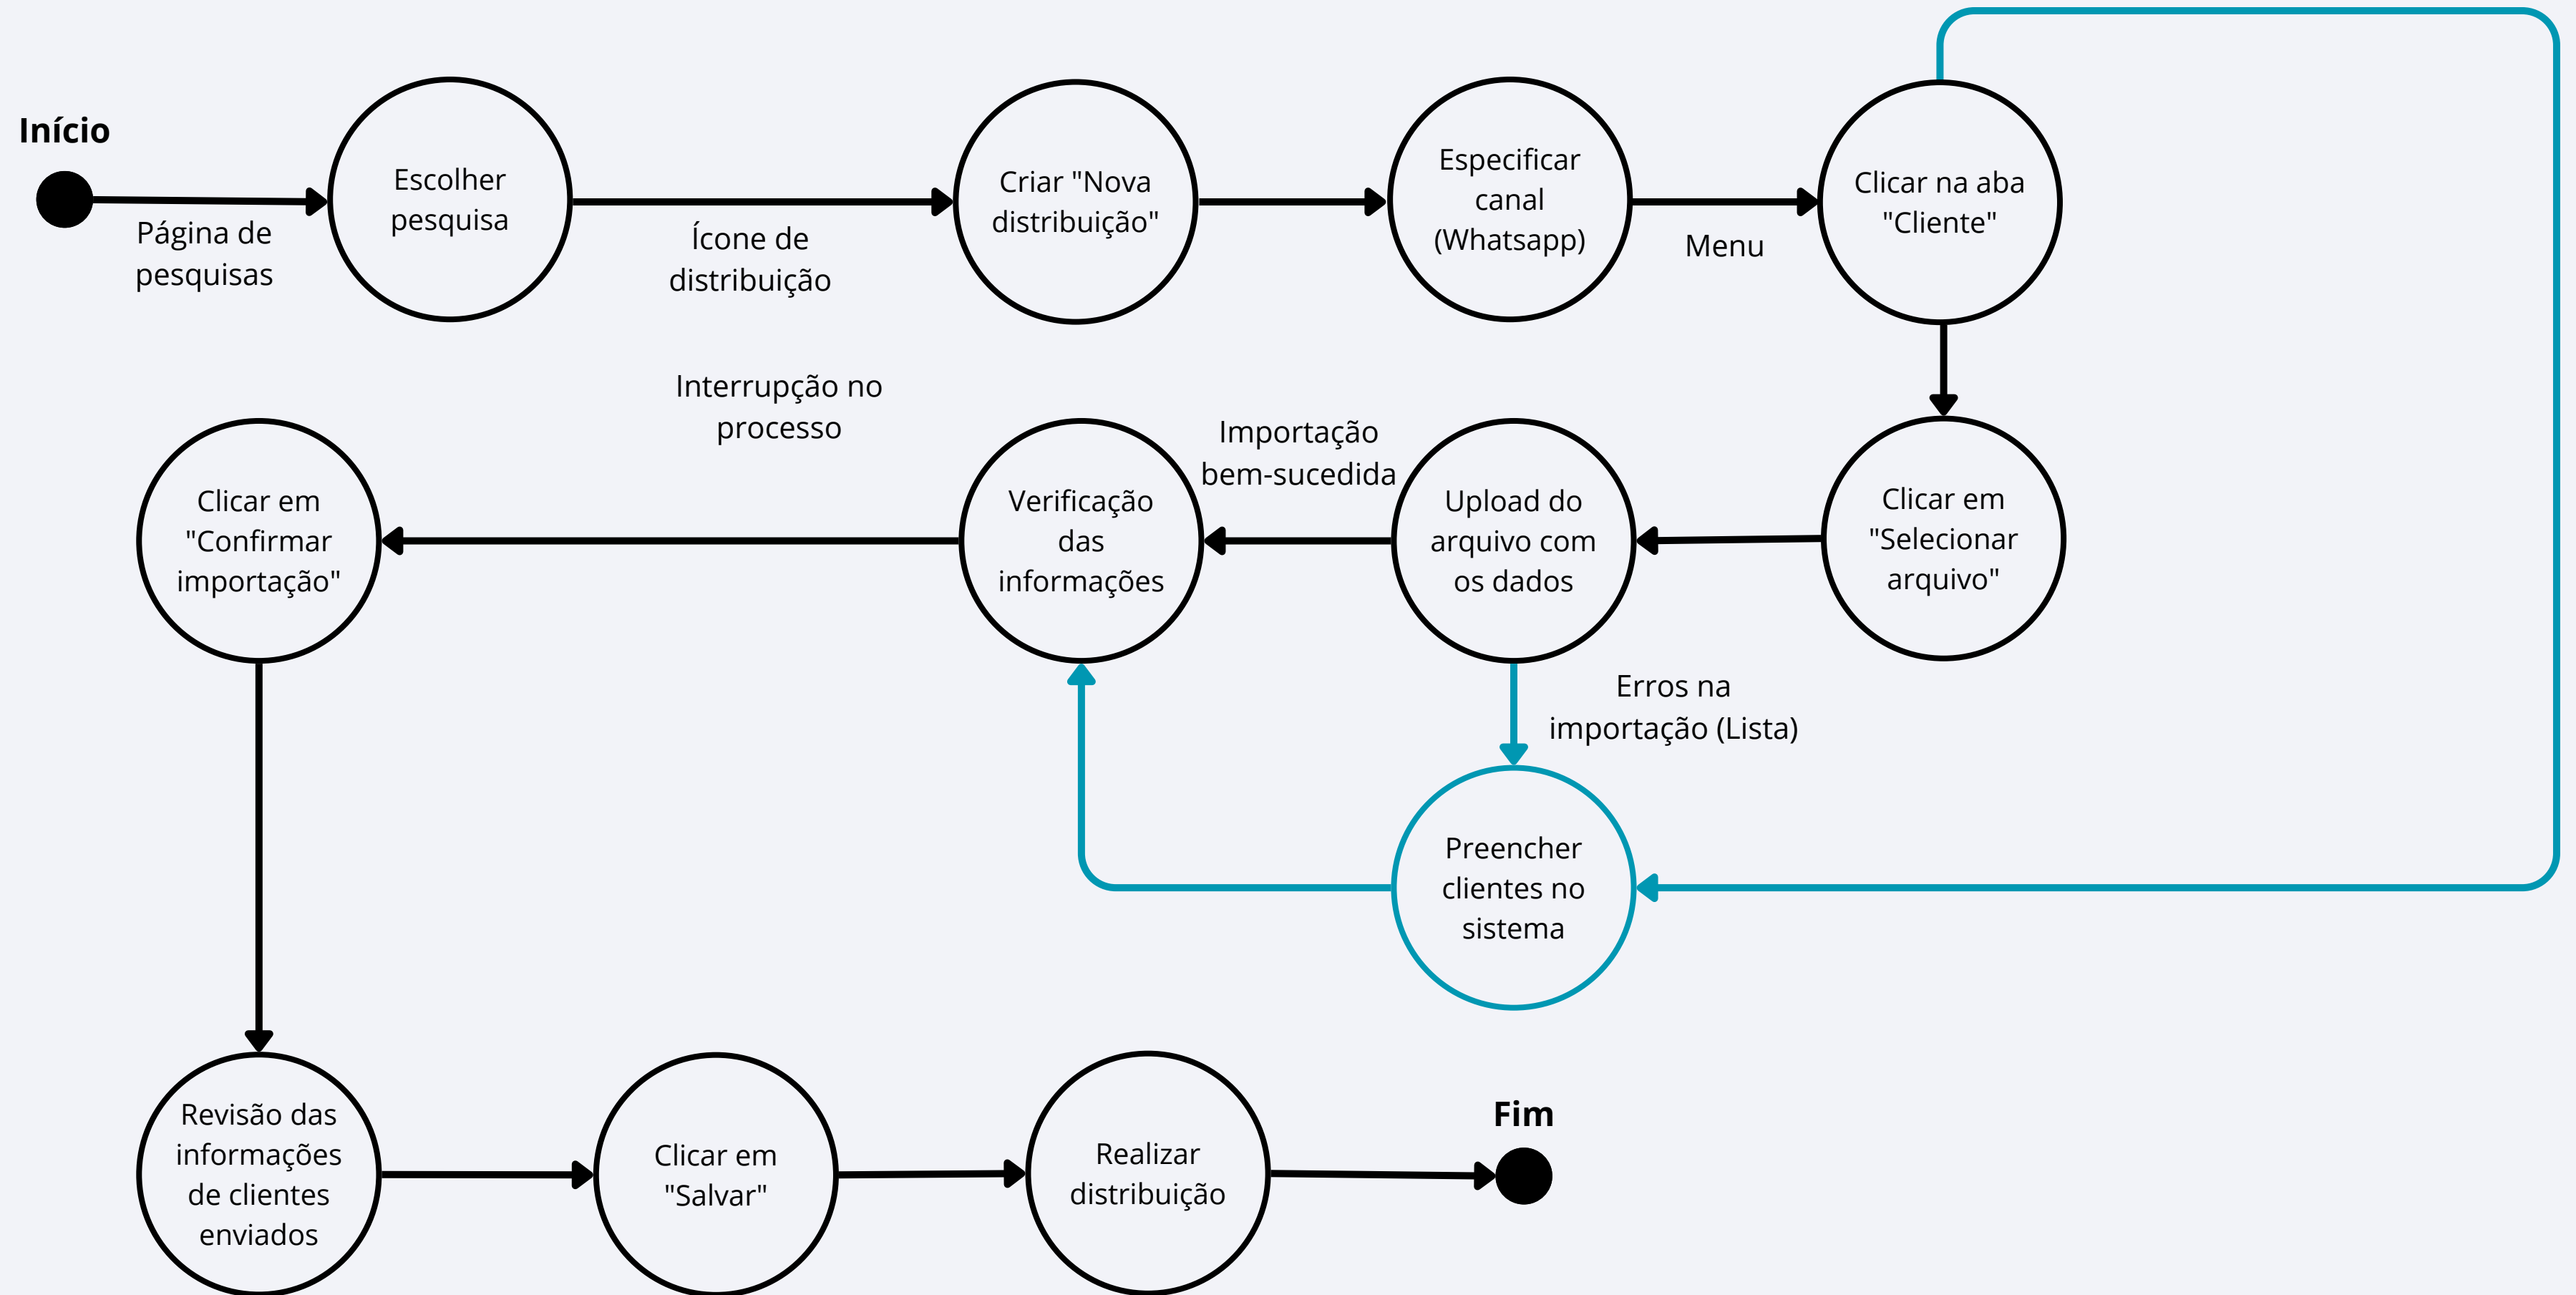 Início
Página de
pesquisas
Escolher
pesquisa
Ícone de
distribuição
Criar "Nova
distribuição"
Especificar
canal
(Whatsapp)
Menu
Clicar na aba
"Cliente"
Clicar em
"Selecionar
arquivo"
Upload do
arquivo com
os dados
Importação
bem-sucedida
Erros na
importação (Lista)
Preencher
clientes no
sistema
Verificação
das
informações
Interrupção no
processo
Clicar em
"Confirmar
importação"
Revisão das
informações
de clientes
enviados
Clicar em
"Salvar"
Realizar
distribuição
Fim